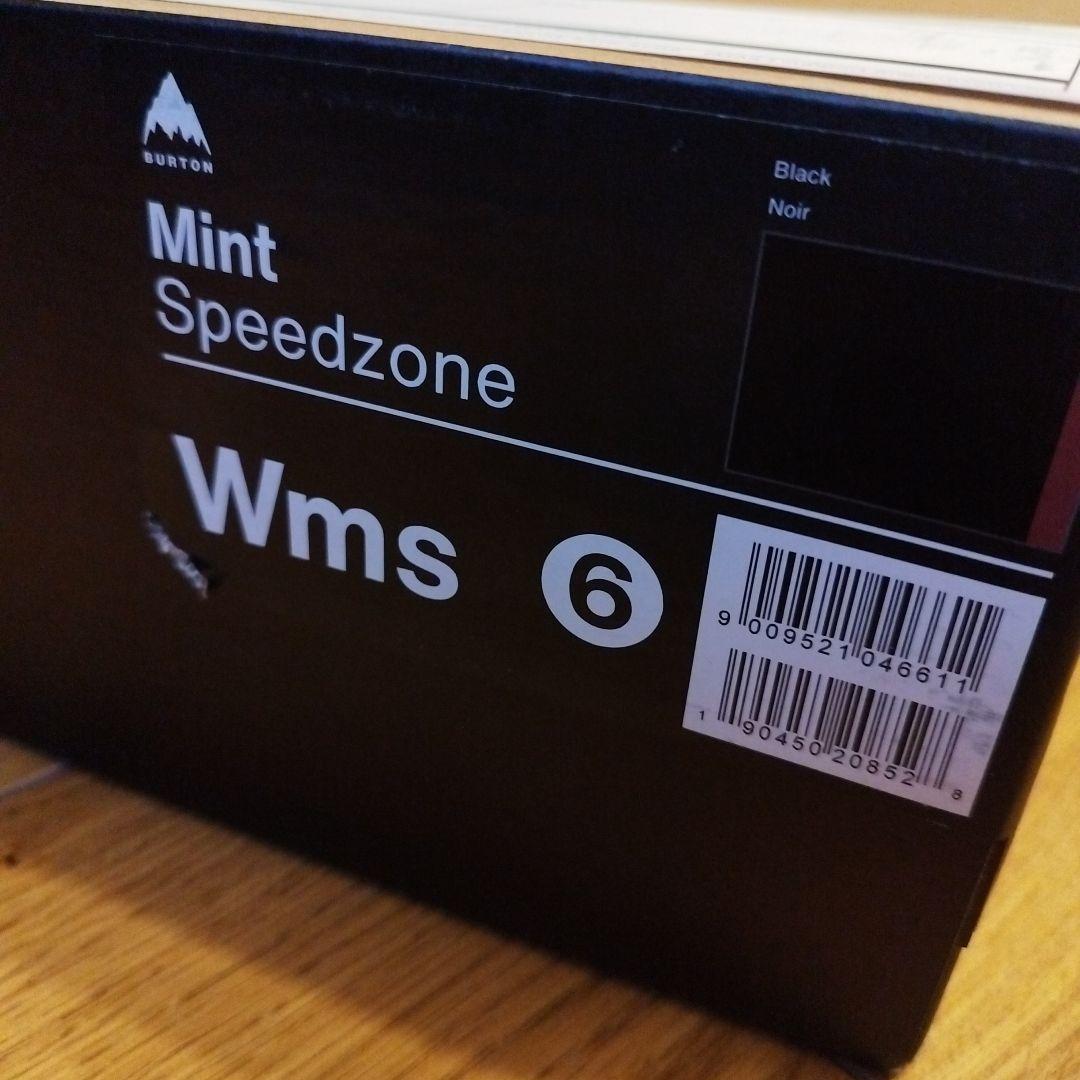 BURTON
Mint
Speedzone
Black
Noir
Wms 6
9 009521 046611
1 90450 20852 8